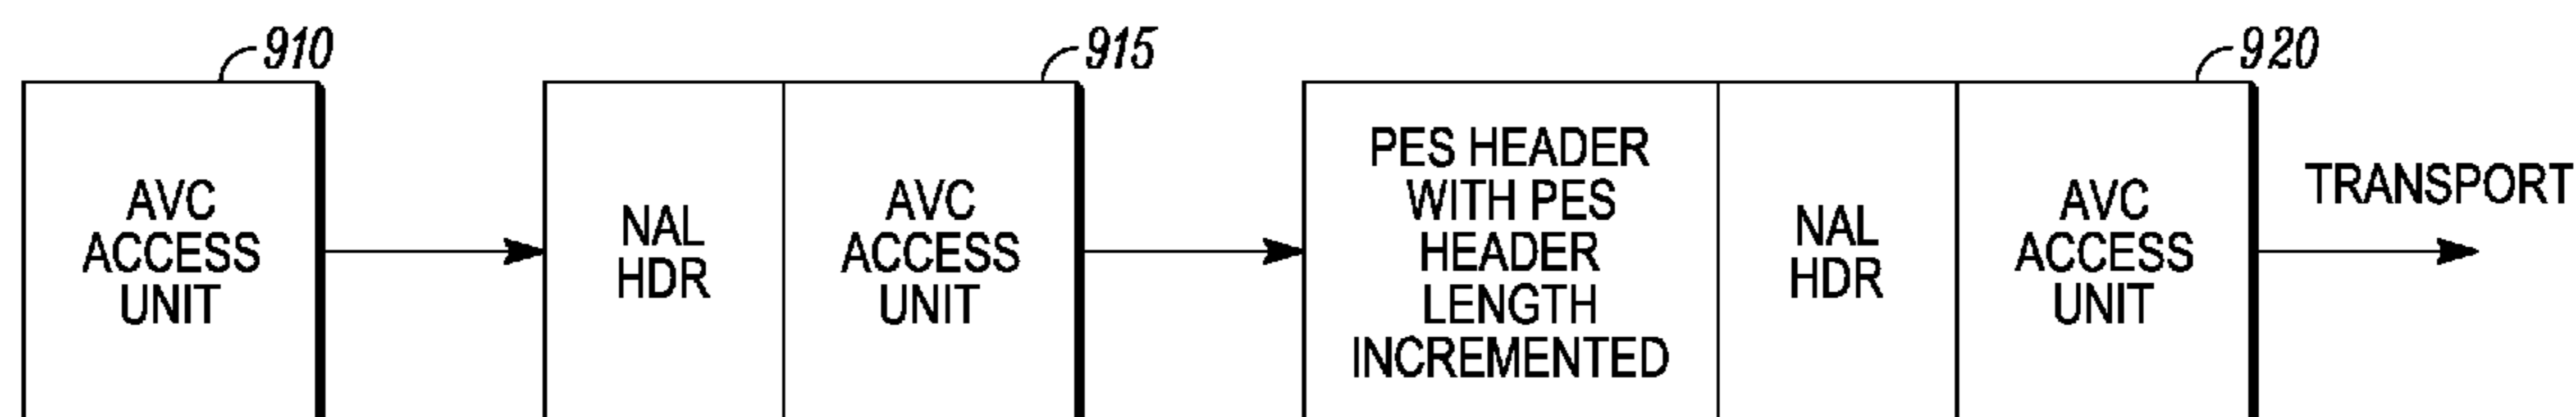 910
915
920
AVC
ACCESS
UNIT
NAL
HDR
AVC
ACCESS
UNIT
PES HEADER
WITH PES
HEADER
LENGTH
INCREMENTED
NAL
HDR
AVC
ACCESS
UNIT
TRANSPORT